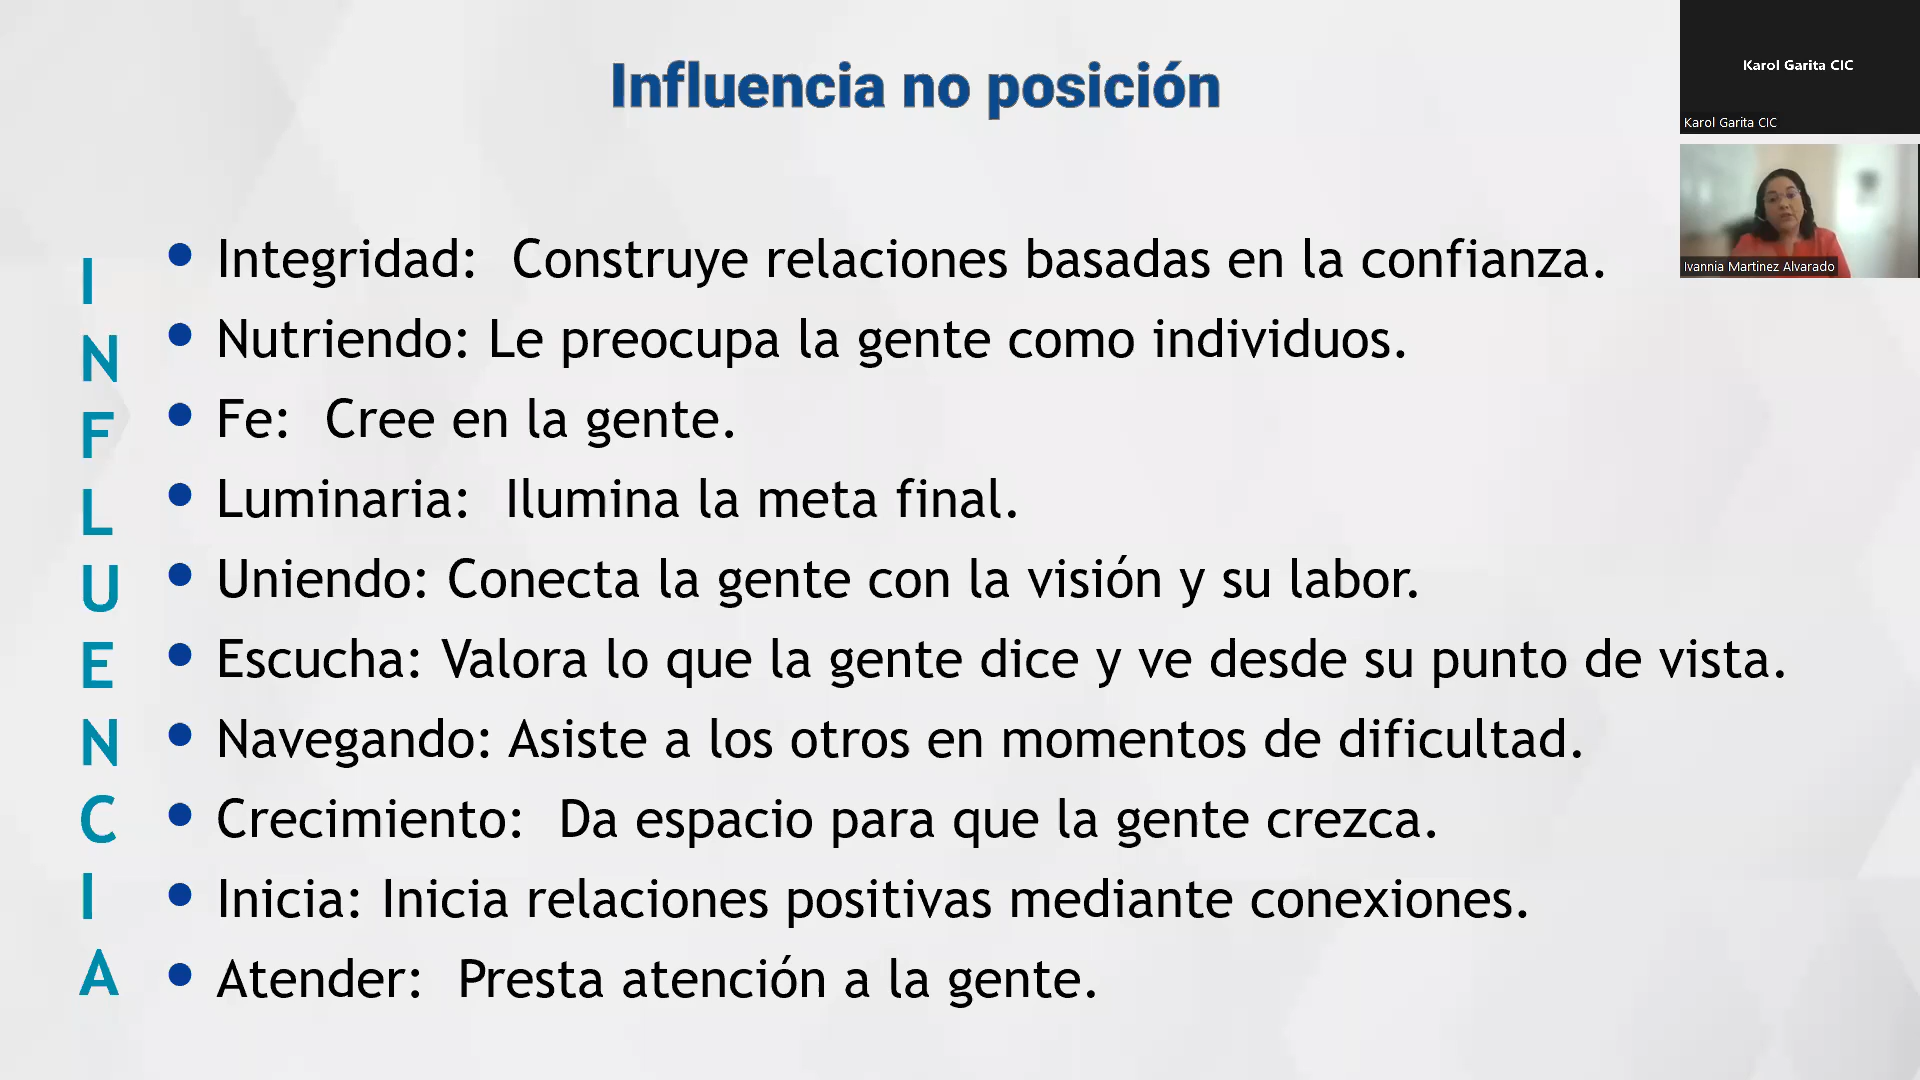 Influencia no posición
Karol Garita CIC
Karol Garita CIC
Ivannia Martinez Alvarado
I
N
F
L
U
E
N
C
I
A
• Integridad: Construye relaciones basadas en la confianza.
• Nutriendo: Le preocupa la gente como individuos.
• Fe: Cree en la gente.
• Luminaria: Ilumina la meta final.
• Uniendo: Conecta la gente con la visión y su labor.
• Escucha: Valora lo que la gente dice y ve desde su punto de vista.
• Navegando: Asiste a los otros en momentos de dificultad.
• Crecimiento: Da espacio para que la gente crezca.
• Inicia: Inicia relaciones positivas mediante conexiones.
• Atender: Presta atención a la gente.